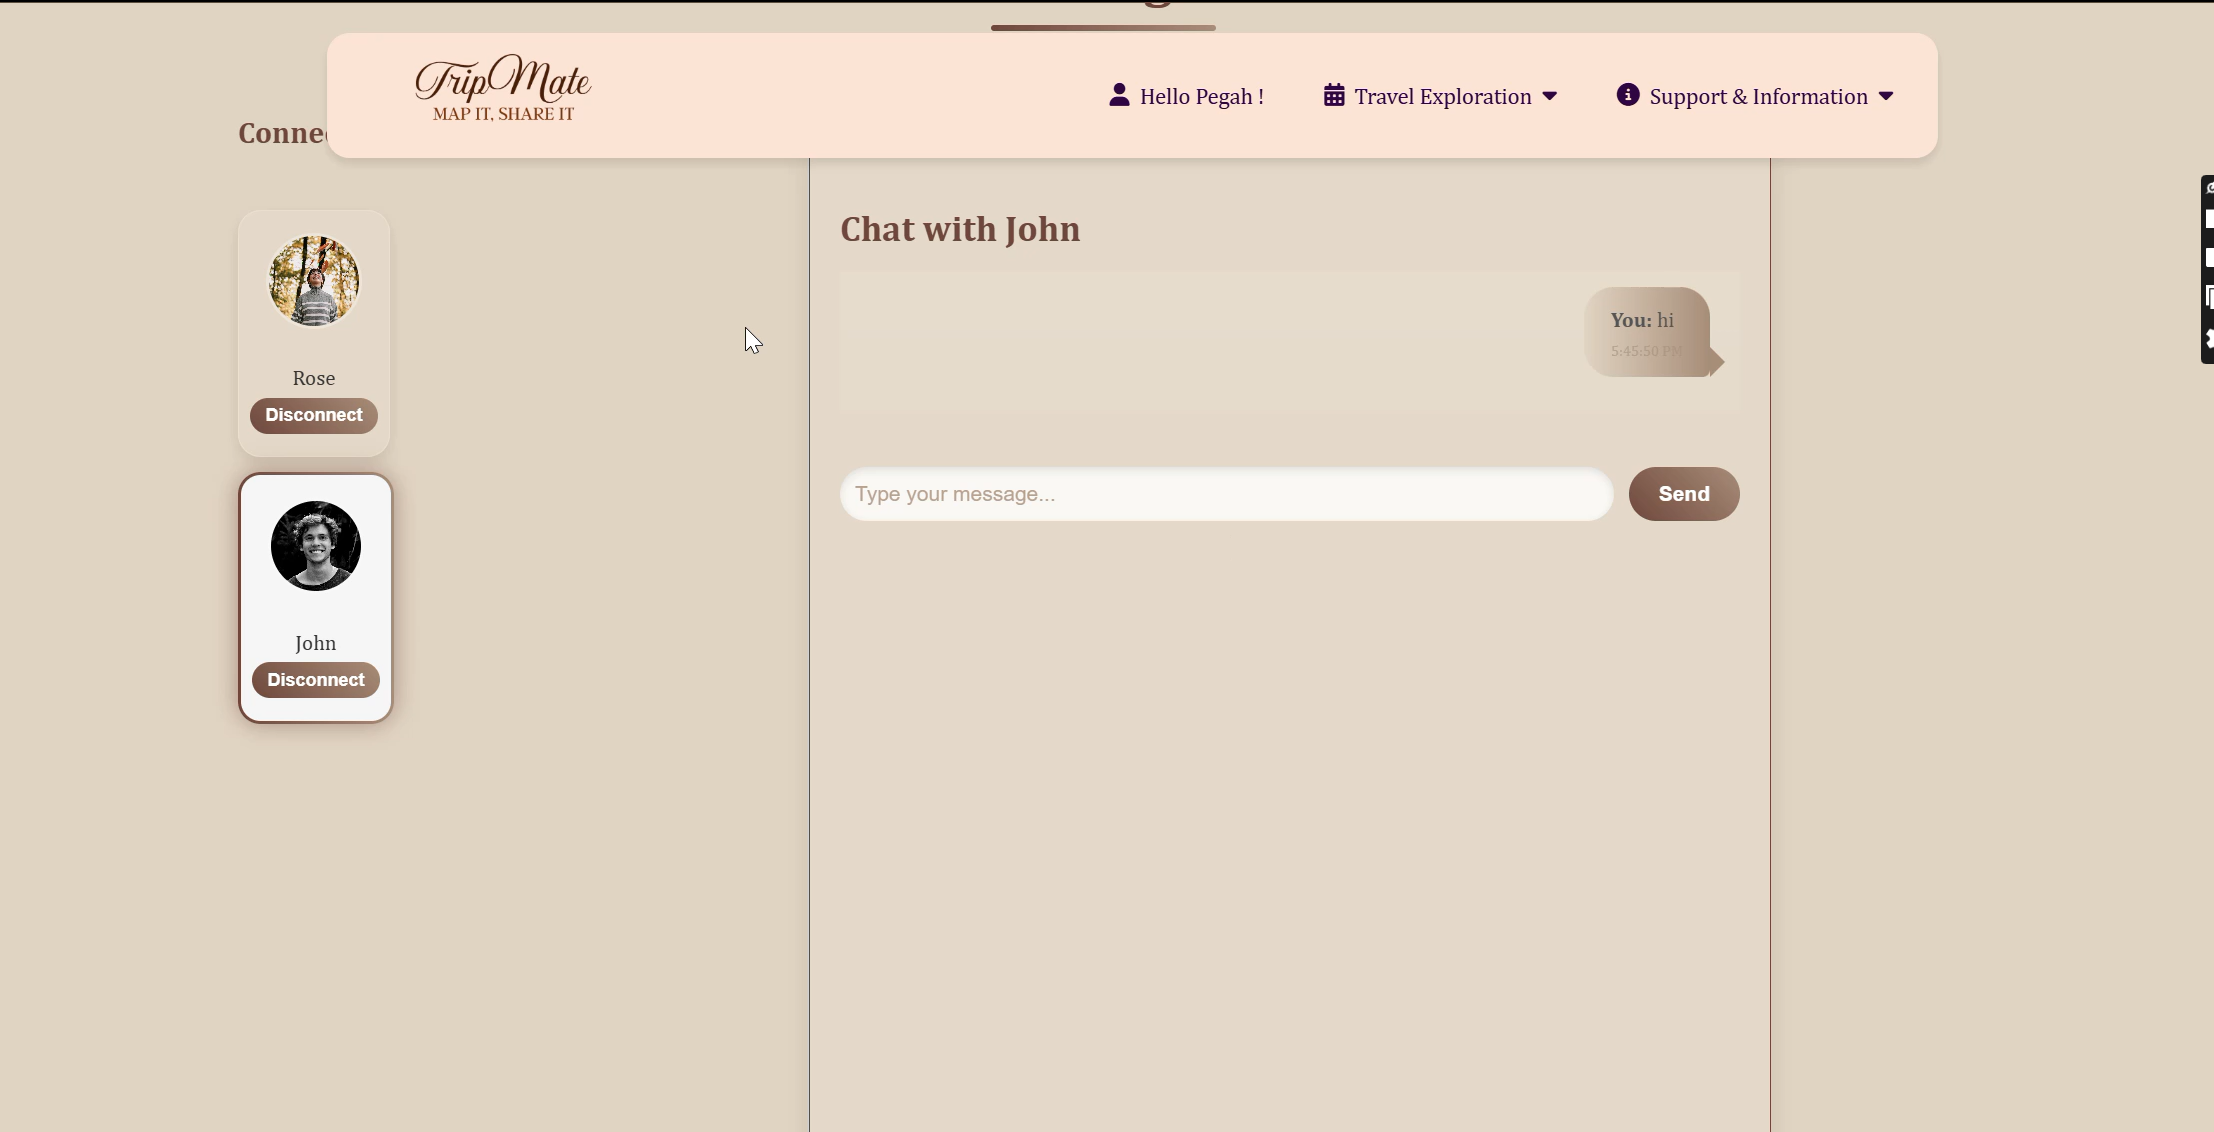 TripMate
MAP IT, SHARE IT
Hello Pegah !
Travel Exploration
Support & Information
Chat with John
You: hi
5:45:50 PM
Rose
Disconnect
Type your message...
Send
John
Disconnect